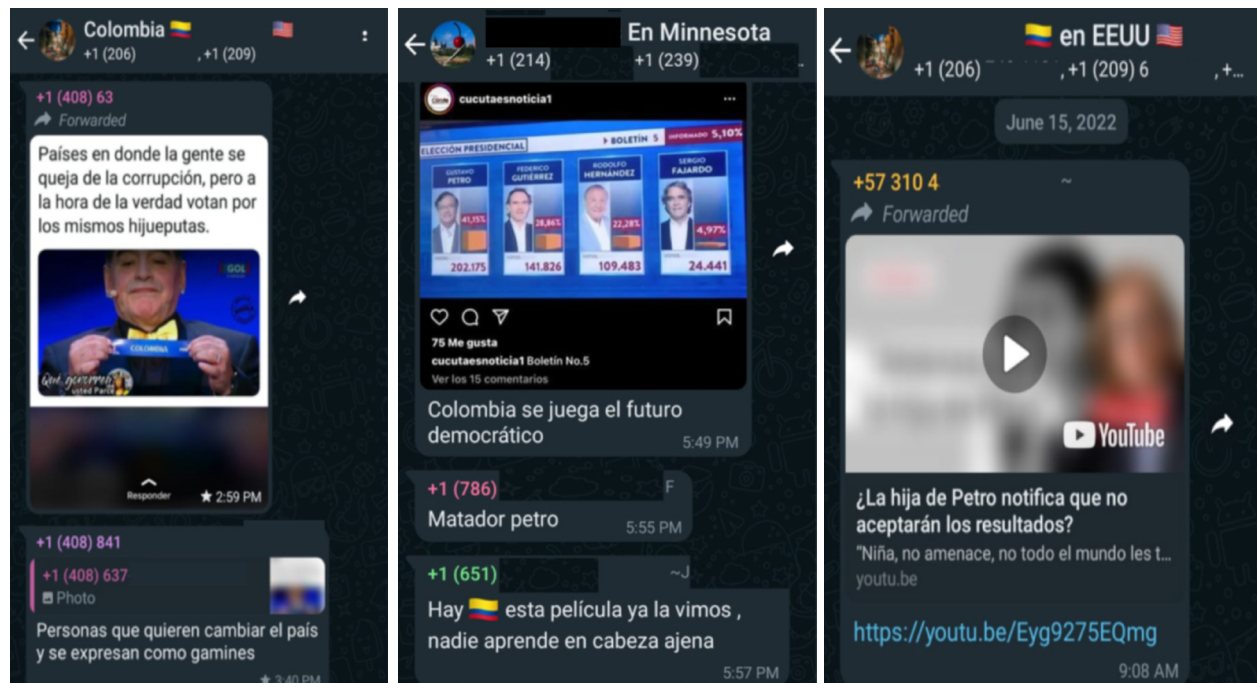 Colombia 🇨🇴 🇺🇸
+1 (206) , +1 (209)
+1 (408) 63
Forwarded
Países en donde la gente se
queja de la corrupción, pero a
la hora de la verdad votan por
los mismos hijueputas.
GOL
COLOMBIA
Qué gonorrea
usted Parce
Responder
★ 2:59 PM
+1 (408) 841
+1 (408) 637
Photo
Personas que quieren cambiar el país
y se expresan como gamines
★ 3:40 PM
En Minnesota
+1 (214) +1 (239) ..
cucutaesnoticia1
ELECCIÓN PRESIDENCIAL
BOLETÍN 5 INFORMADO 5,10%
GUSTAVO
PETRO
41,15%
202.175
FEDERICO
GUTIÉRREZ
28,86%
141.826
RODOLFO
HERNÁNDEZ
22,28%
109.483
SERGIO
FAJARDO
4,97%
24.441
75 Me gusta
cucutaesnoticia1 Boletín No.5
Ver los 15 comentarios
Colombia se juega el futuro
democrático
5:49 PM
+1 (786) F
Matador petro
5:55 PM
+1 (651) ~J
Hay 🇨🇴 esta película ya la vimos ,
nadie aprende en cabeza ajena
5:57 PM
🇨🇴 en EEUU 🇺🇸
+1 (206) , +1 (209) 6 , +...
June 15, 2022
+57 310 4 ~
Forwarded
YouTube
¿La hija de Petro notifica que no
aceptarán los resultados?
"Niña, no amenace, no todo el mundo les t...
youtu.be
https://youtu.be/Eyg9275EQmg
9:08 AM